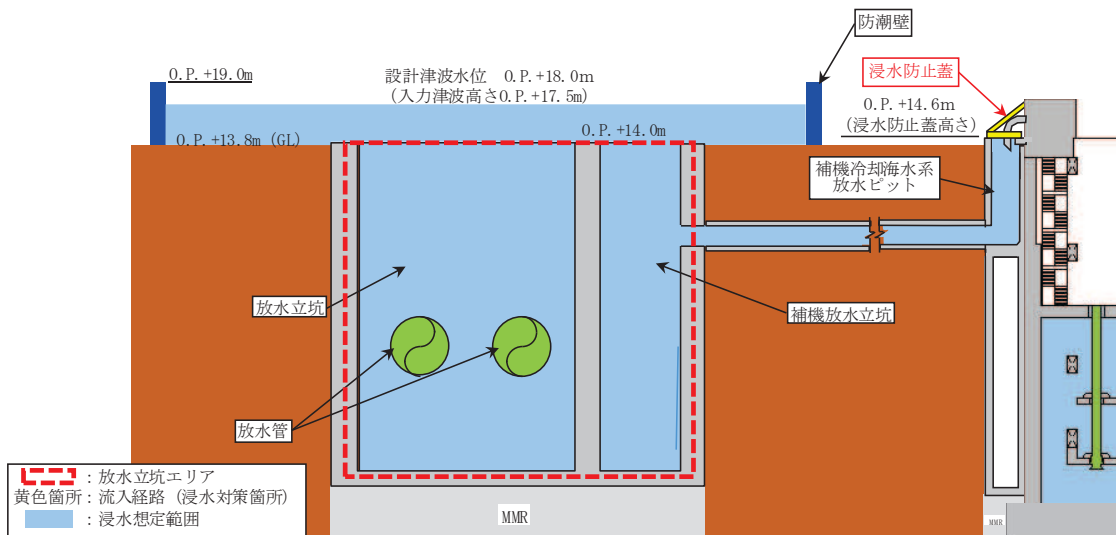 防潮壁
O.P.+19.0m
設計津波水位 O.P.+18.0m
(入力津波高さO.P.+17.5m)
浸水防止蓋
O.P.+14.6m
(浸水防止蓋高さ)
O.P.+13.8m (GL)
O.P.+14.0m
補機冷却海水系
放水ピット
放水立坑
補機放水立坑
放水管
:放水立坑エリア
黄色箇所:流入経路(浸水対策箇所)
:浸水想定範囲
MMR
MMR